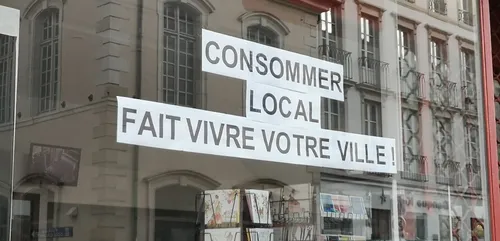 CONSOMMER
LOCAL
FAIT VIVRE VOTRE VILLE !